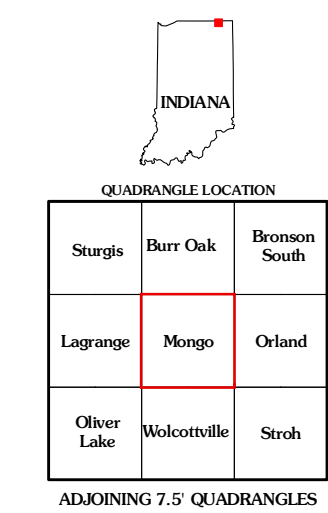 INDIANA
QUADRANGLE LOCATION
Sturgis
Burr Oak
Bronson
South
Lagrange
Mongo
Orland
Oliver
Lake
Wolcottville
Stroh
ADJOINING 7.5' QUADRANGLES